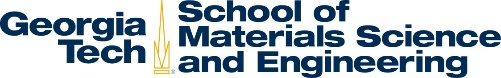 Georgia
Tech
School of
Materials Science
and Engineering